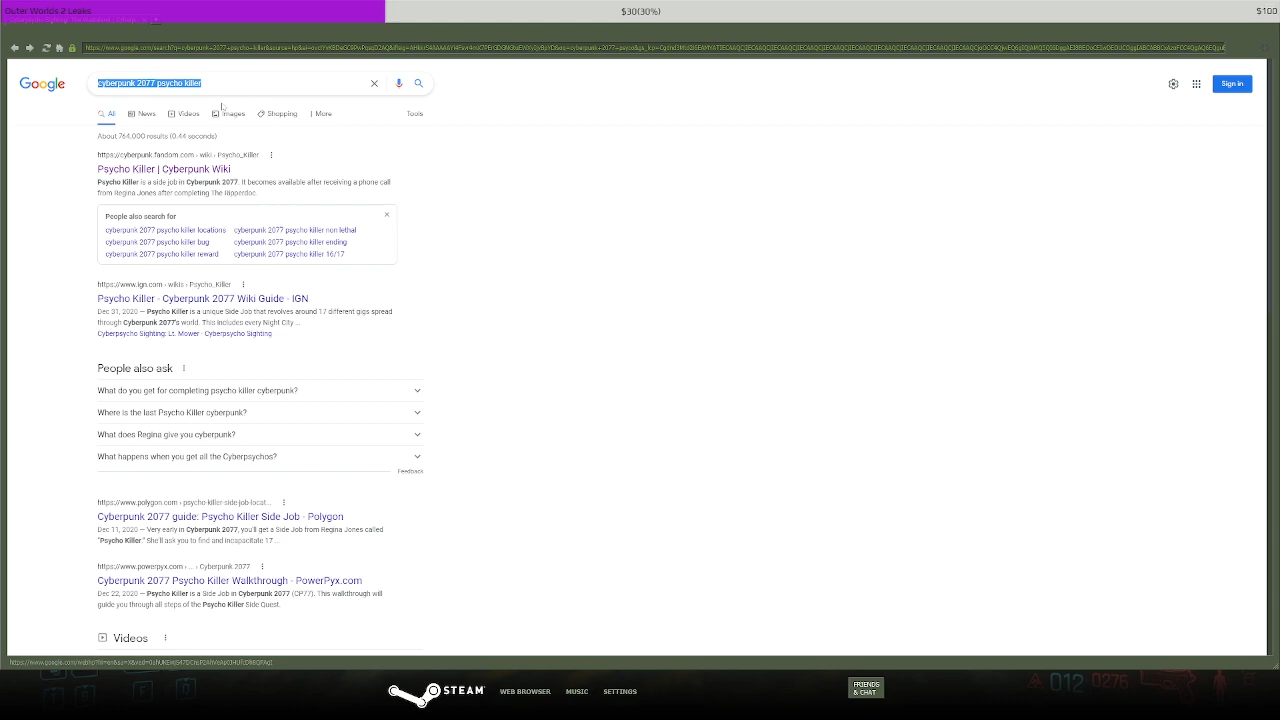 Outer Worlds 2 Leaks
$30(30%)
$100
Google
cyberpunk 2077 psycho killer
Sign in
All
News
Videos
Images
Shopping
More
Tools
About 764,000 results (0.44 seconds)
https://cyberpunk.fandom.com › wiki › Psycho_Killer
Psycho Killer | Cyberpunk Wiki
Psycho Killer is a side job in Cyberpunk 2077. It becomes available after receiving a phone call
from Regina Jones after completing The Ripperdoc.
People also search for
cyberpunk 2077 psycho killer locations
cyberpunk 2077 psycho killer non lethal
cyberpunk 2077 psycho killer bug
cyberpunk 2077 psycho killer ending
cyberpunk 2077 psycho killer reward
cyberpunk 2077 psycho killer 16/17
https://www.ign.com › wikis › Psycho_Killer
Psycho Killer - Cyberpunk 2077 Wiki Guide - IGN
Dec 31, 2020 — Psycho Killer is a unique Side Job that revolves around 17 different gigs spread
through Cyberpunk 2077's world. This Includes every Night City ...
Cyberpsycho Sighting: Lt. Mower · Cyberpsycho Sighting
People also ask
What do you get for completing psycho killer cyberpunk?
Where is the last Psycho Killer cyberpunk?
What does Regina give you cyberpunk?
What happens when you get all the Cyberpsychos?
Feedback
https://www.polygon.com › psycho-killer-side-job-locat...
Cyberpunk 2077 guide: Psycho Killer Side Job - Polygon
Dec 11, 2020 — Very early in Cyberpunk 2077, you'll get a Side Job from Regina Jones called
“Psycho Killer.” She'll ask you to find and incapacitate 17 ...
https://www.powerpyx.com › ... › Cyberpunk 2077
Cyberpunk 2077 Psycho Killer Walkthrough - PowerPyx.com
Dec 22, 2020 — Psycho Killer is a Side Job in Cyberpunk 2077 (CP77). This walkthrough will
guide you through all steps of the Psycho Killer Side Quest.
Videos
STEAM
WEB BROWSER
MUSIC
SETTINGS
FRIENDS
& CHAT
012
0276